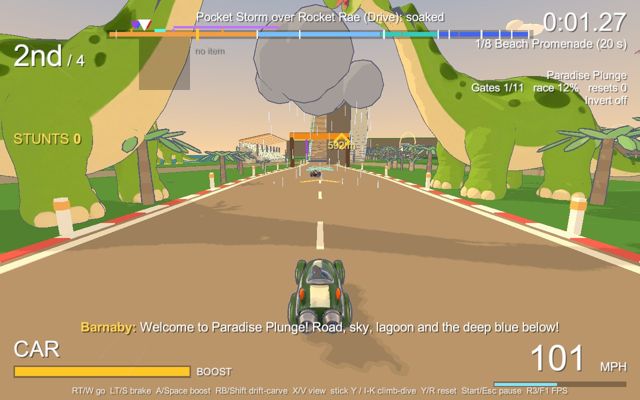 Pocket Storm over Rocket Rae (Drive): soaked
0:01.27
1/8 Beach Promenade (20 s)
2nd / 4
no item
Paradise Plunge
Gates 1/11 race 12% resets 0
Invert off
STUNTS 0
592m
Barnaby: Welcome to Paradise Plunge! Road, sky, lagoon and the deep blue below!
CAR
101 MPH
BOOST
RT/W go LT/S brake A/Space boost RB/Shift drift-carve X/V view stick Y / I-K climb-dive Y/R reset Start/Esc pause R3/F1 FPS